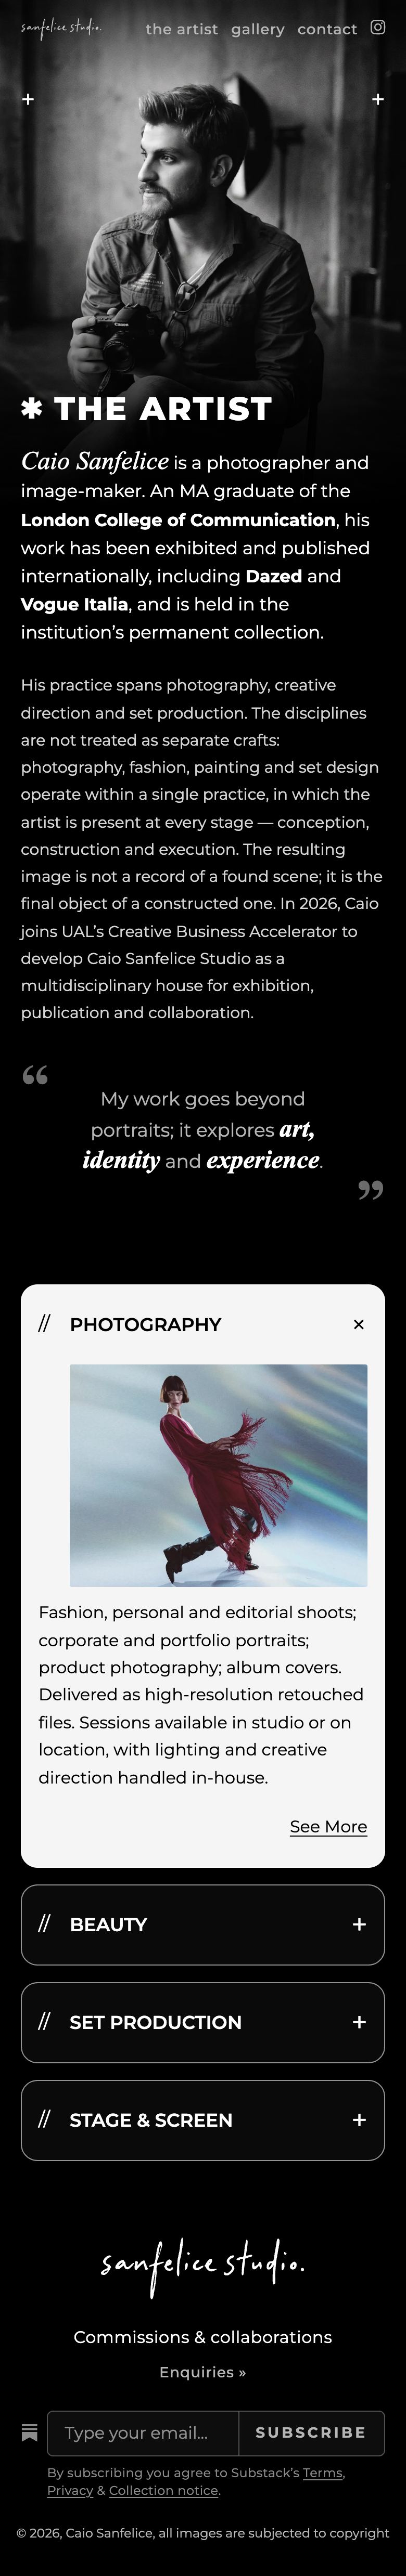 sanfelice studio.
the artist gallery contact
+ +
Canon
✱ THE ARTIST
Caio Sanfelice is a photographer and
image-maker. An MA graduate of the
London College of Communication, his
work has been exhibited and published
internationally, including Dazed and
Vogue Italia, and is held in the
institution’s permanent collection.
His practice spans photography, creative
direction and set production. The disciplines
are not treated as separate crafts:
photography, fashion, painting and set design
operate within a single practice, in which the
artist is present at every stage — conception,
construction and execution. The resulting
image is not a record of a found scene; it is the
final object of a constructed one. In 2026, Caio
joins UAL’s Creative Business Accelerator to
develop Caio Sanfelice Studio as a
multidisciplinary house for exhibition,
publication and collaboration.
“
My work goes beyond
portraits; it explores art,
identity and experience.
”
// PHOTOGRAPHY ×
Fashion, personal and editorial shoots;
corporate and portfolio portraits;
product photography; album covers.
Delivered as high-resolution retouched
files. Sessions available in studio or on
location, with lighting and creative
direction handled in-house.
See More
// BEAUTY +
// SET PRODUCTION +
// STAGE & SCREEN +
sanfelice studio.
Commissions & collaborations
Enquiries »
Type your email... SUBSCRIBE
By subscribing you agree to Substack’s Terms,
Privacy & Collection notice.
© 2026, Caio Sanfelice, all images are subjected to copyright